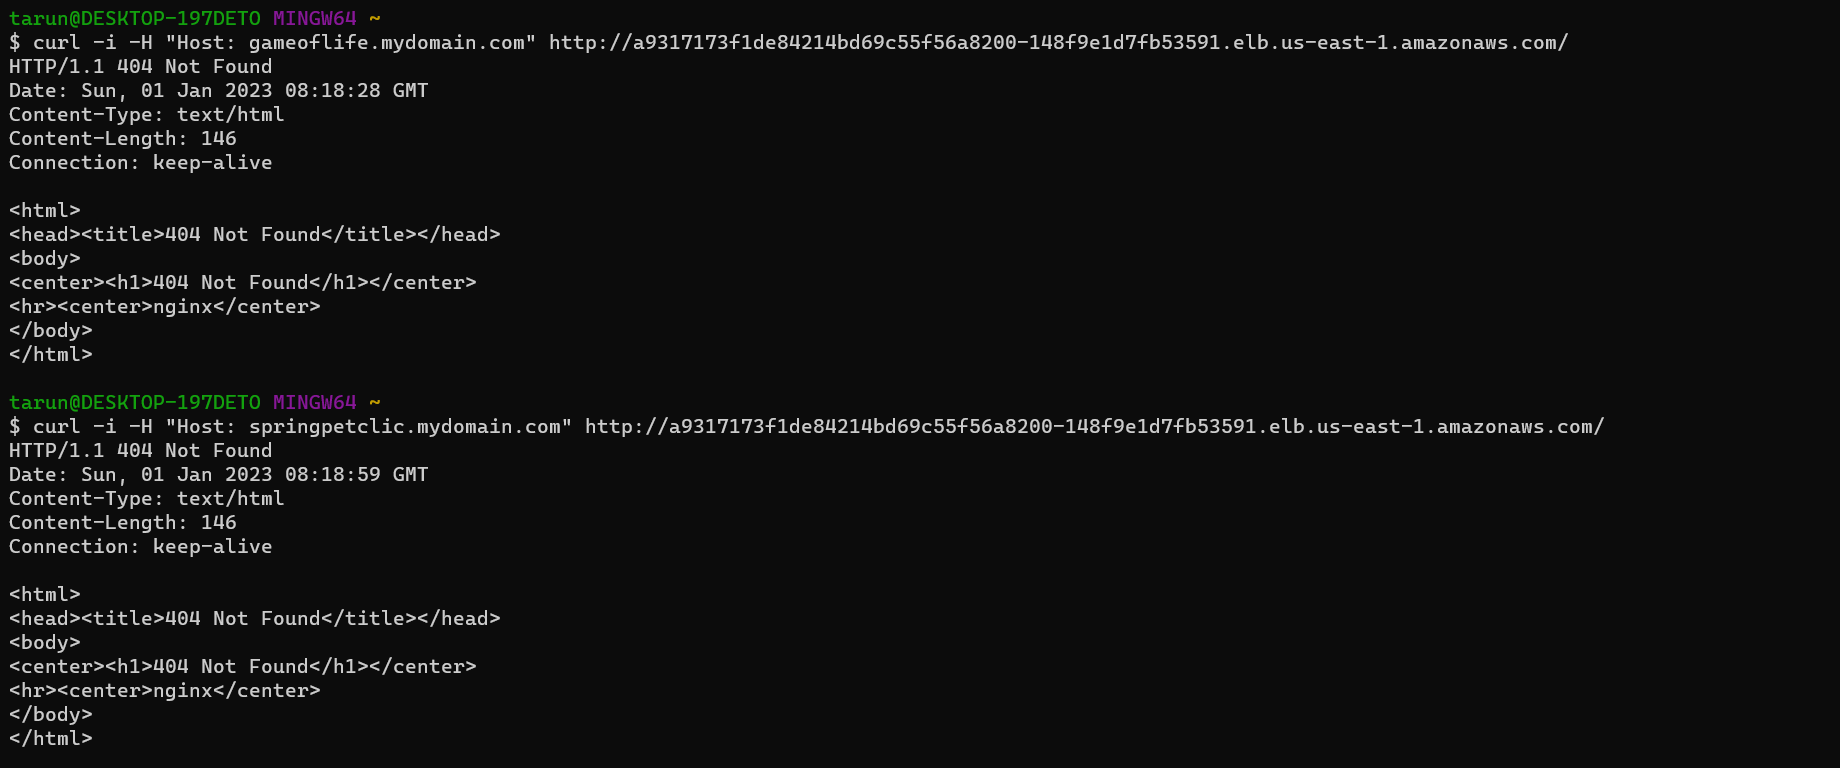 tarun@DESKTOP-197DETO MINGW64 ~
$ curl -i -H "Host: gameoflife.mydomain.com" http://a9317173f1de84214bd69c55f56a8200-148f9e1d7fb53591.elb.us-east-1.amazonaws.com/
HTTP/1.1 404 Not Found
Date: Sun, 01 Jan 2023 08:18:28 GMT
Content-Type: text/html
Content-Length: 146
Connection: keep-alive

<html>
<head><title>404 Not Found</title></head>
<body>
<center><h1>404 Not Found</h1></center>
<hr><center>nginx</center>
</body>
</html>

tarun@DESKTOP-197DETO MINGW64 ~
$ curl -i -H "Host: springpetclic.mydomain.com" http://a9317173f1de84214bd69c55f56a8200-148f9e1d7fb53591.elb.us-east-1.amazonaws.com/
HTTP/1.1 404 Not Found
Date: Sun, 01 Jan 2023 08:18:59 GMT
Content-Type: text/html
Content-Length: 146
Connection: keep-alive

<html>
<head><title>404 Not Found</title></head>
<body>
<center><h1>404 Not Found</h1></center>
<hr><center>nginx</center>
</body>
</html>